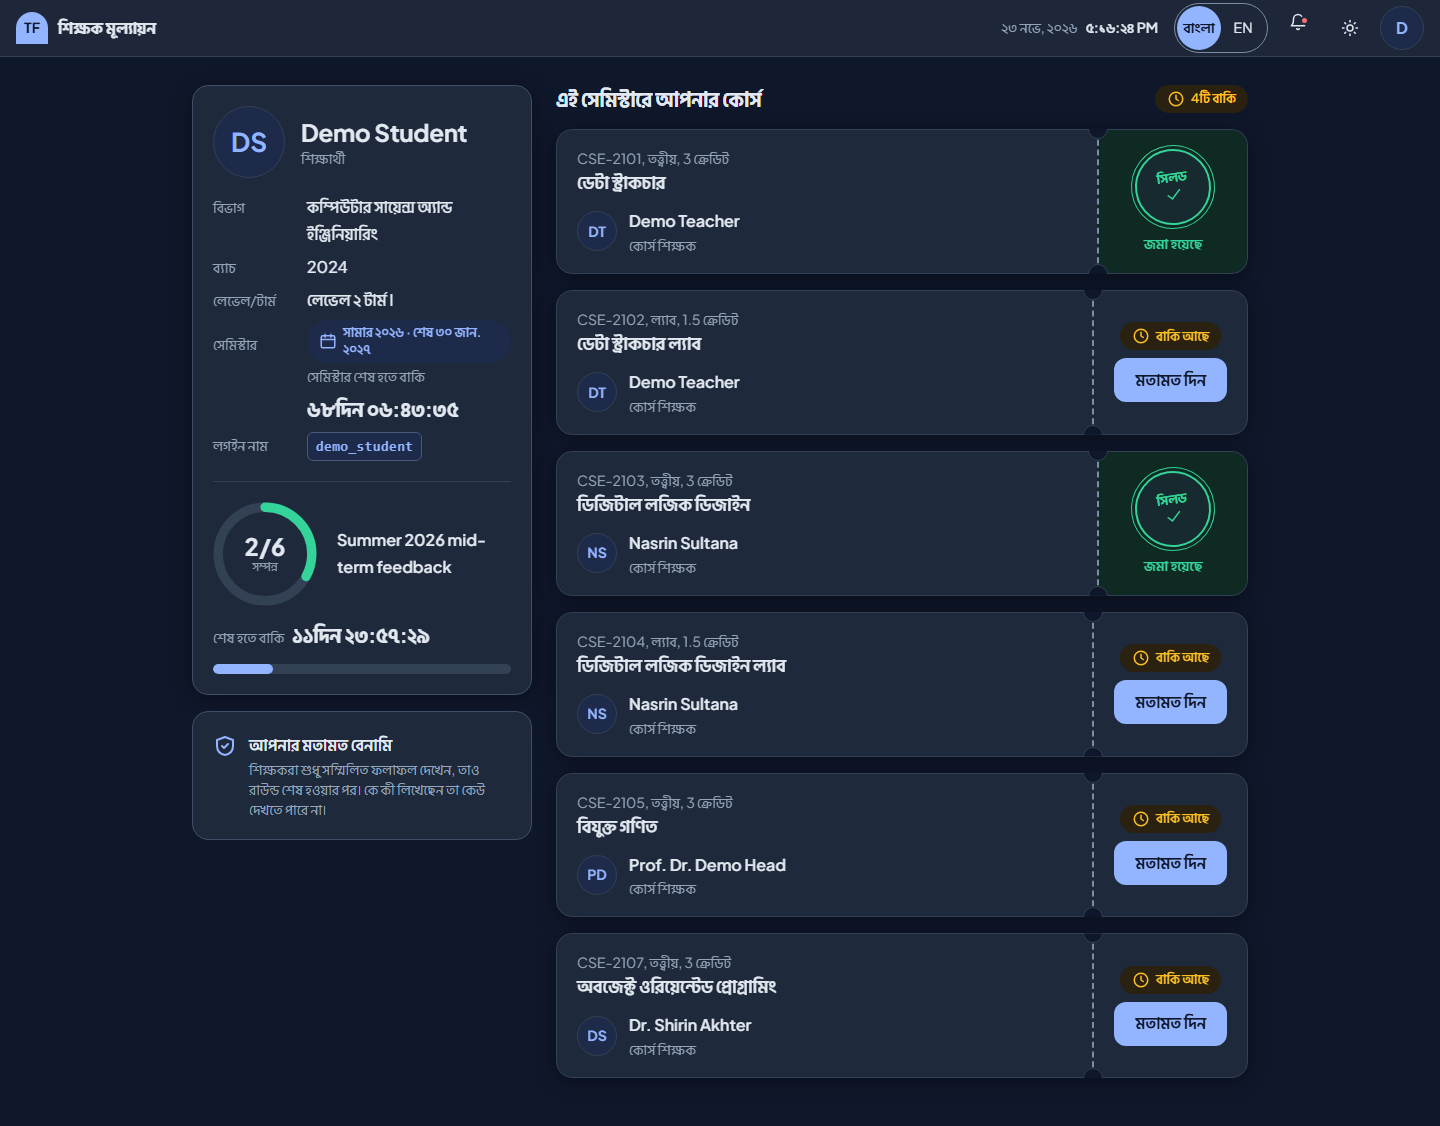 TF শিক্ষক মূল্যায়ন
২৩ নভে, ২০২৬ ৫:১৬:২৪ PM বাংলা EN D
DS
Demo Student
শিক্ষার্থী
বিভাগ কম্পিউটার সায়েন্স অ্যান্ড
ইঞ্জিনিয়ারিং
ব্যাচ 2024
লেভেল/টার্ম লেভেল ২ টার্ম I
সেমিস্টার সামার ২০২৬ · শেষ ৩০ জান.
২০২৭
সেমিস্টার শেষ হতে বাকি
৬৮দিন ০৬:৪৩:৩৫
লগইন নাম demo_student
2/6
সম্পন্ন
Summer 2026 mid-
term feedback
শেষ হতে বাকি ১১দিন ২৩:৫৭:২৯
আপনার মতামত বেনামি
শিক্ষকরা শুধু সম্মিলিত ফলাফল দেখেন, তাও
রাউন্ড শেষ হওয়ার পর। কে কী লিখেছেন তা কেউ
দেখতে পারে না।
এই সেমিস্টারে আপনার কোর্স
4টি বাকি
CSE-2101, তত্ত্বীয়, 3 ক্রেডিট
ডেটা স্ট্রাকচার
DT Demo Teacher
কোর্স শিক্ষক
সিলড
জমা হয়েছে
CSE-2102, ল্যাব, 1.5 ক্রেডিট
ডেটা স্ট্রাকচার ল্যাব
DT Demo Teacher
কোর্স শিক্ষক
বাকি আছে
মতামত দিন
CSE-2103, তত্ত্বীয়, 3 ক্রেডিট
ডিজিটাল লজিক ডিজাইন
NS Nasrin Sultana
কোর্স শিক্ষক
সিলড
জমা হয়েছে
CSE-2104, ল্যাব, 1.5 ক্রেডিট
ডিজিটাল লজিক ডিজাইন ল্যাব
NS Nasrin Sultana
কোর্স শিক্ষক
বাকি আছে
মতামত দিন
CSE-2105, তত্ত্বীয়, 3 ক্রেডিট
বিযুক্ত গণিত
PD Prof. Dr. Demo Head
কোর্স শিক্ষক
বাকি আছে
মতামত দিন
CSE-2107, তত্ত্বীয়, 3 ক্রেডিট
অবজেক্ট ওরিয়েন্টেড প্রোগ্রামিং
DS Dr. Shirin Akhter
কোর্স শিক্ষক
বাকি আছে
মতামত দিন